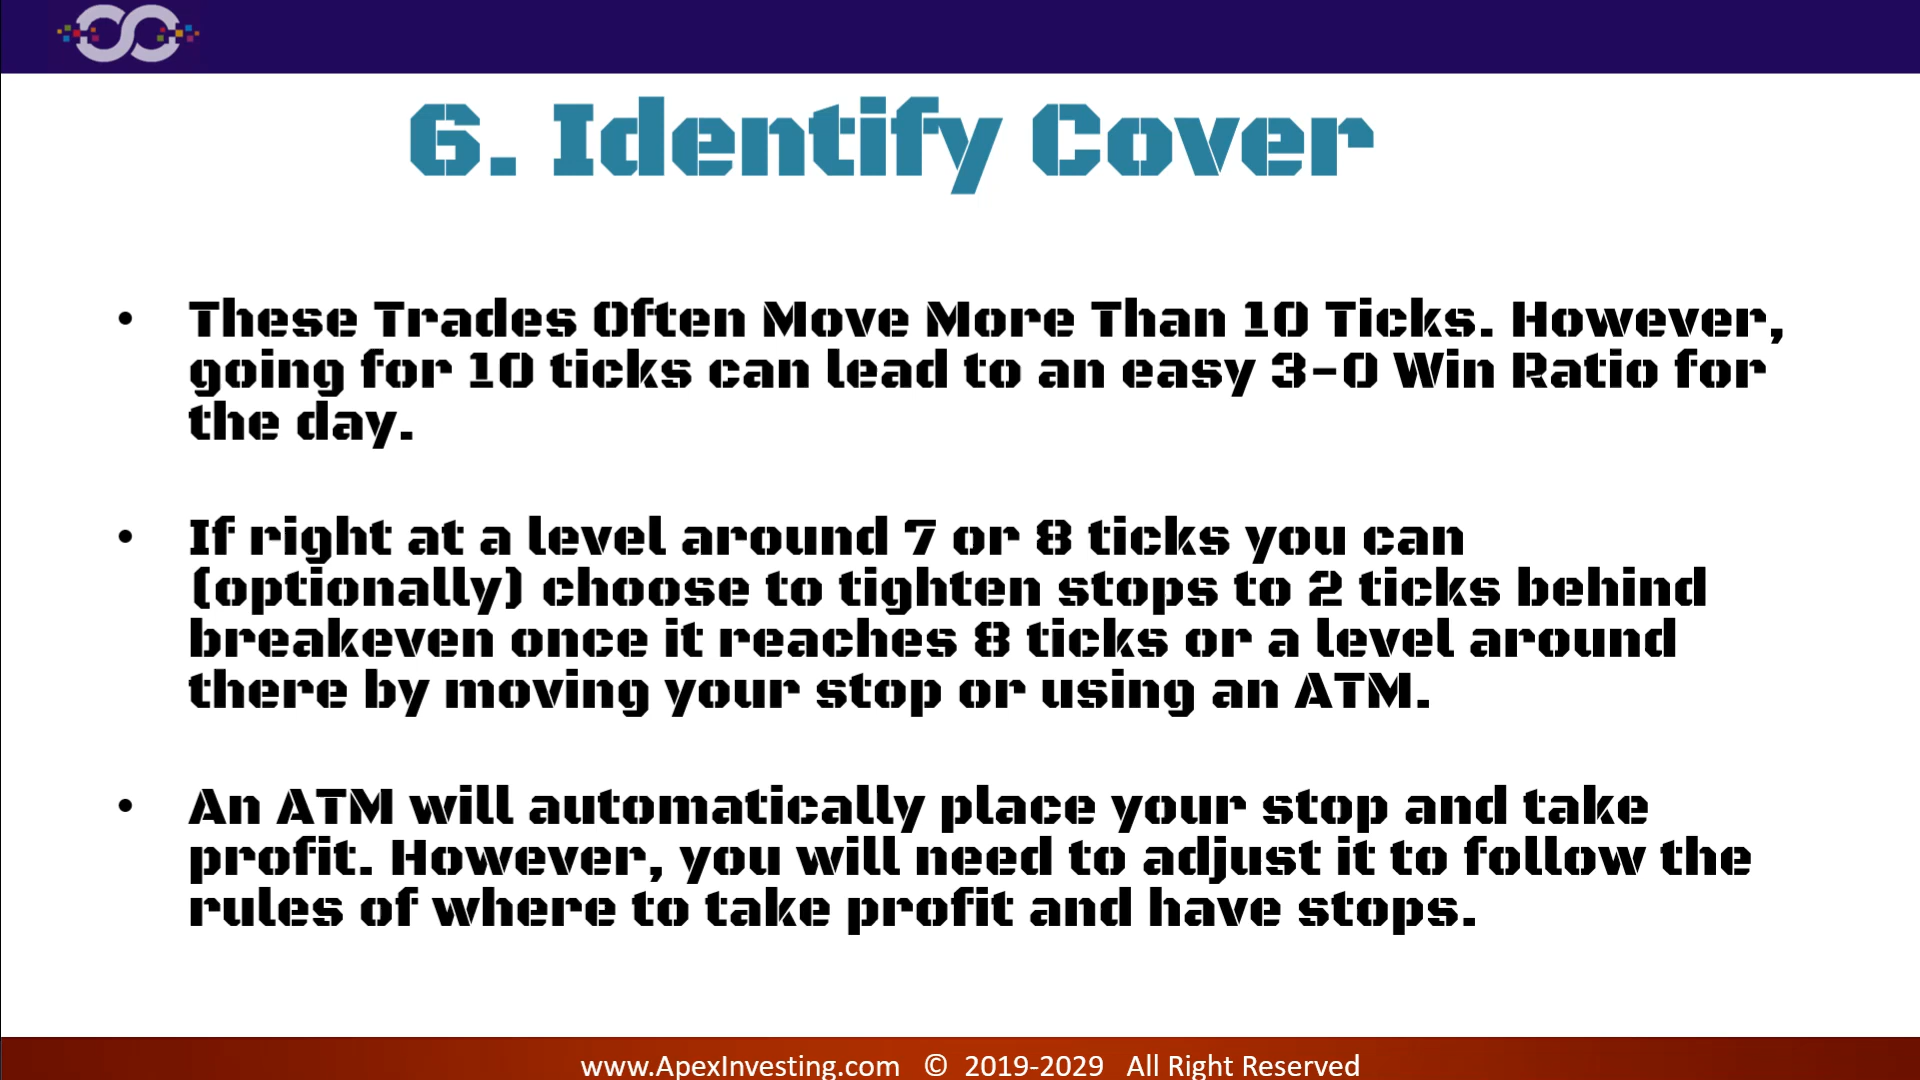 6. Identify Cover
• These Trades Often Move More Than 10 Ticks. However,
going for 10 ticks can lead to an easy 3-0 Win Ratio for
the day.
• If right at a level around 7 or 8 ticks you can
(optionally) choose to tighten stops to 2 ticks behind
breakeven once it reaches 8 ticks or a level around
there by moving your stop or using an ATM.
• An ATM will automatically place your stop and take
profit. However, you will need to adjust it to follow the
rules of where to take profit and have stops.
www.ApexInvesting.com © 2019-2029 All Right Reserved